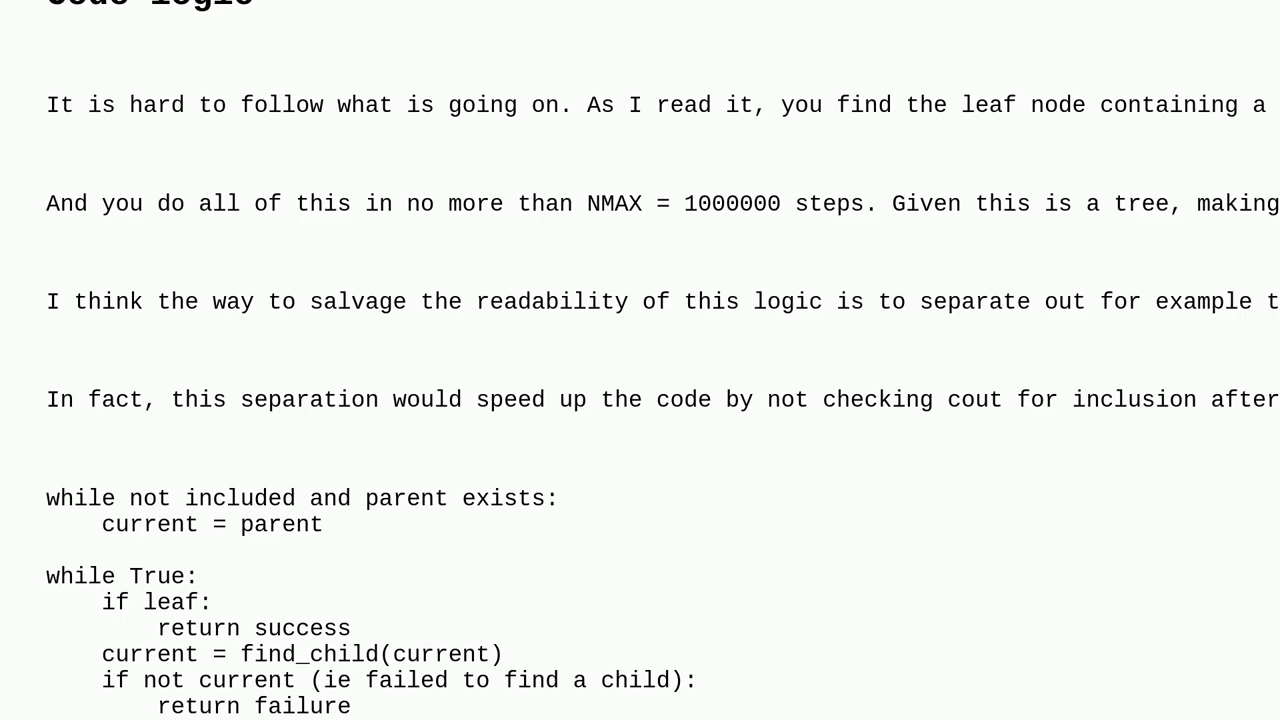 Code logic
It is hard to follow what is going on. As I read it, you find the leaf node containing a
And you do all of this in no more than NMAX = 1000000 steps. Given this is a tree, making
I think the way to salvage the readability of this logic is to separate out for example t
In fact, this separation would speed up the code by not checking cout for inclusion after
while not included and parent exists:
    current = parent
while True:
    if leaf:
        return success
    current = find_child(current)
    if not current (ie failed to find a child):
        return failure